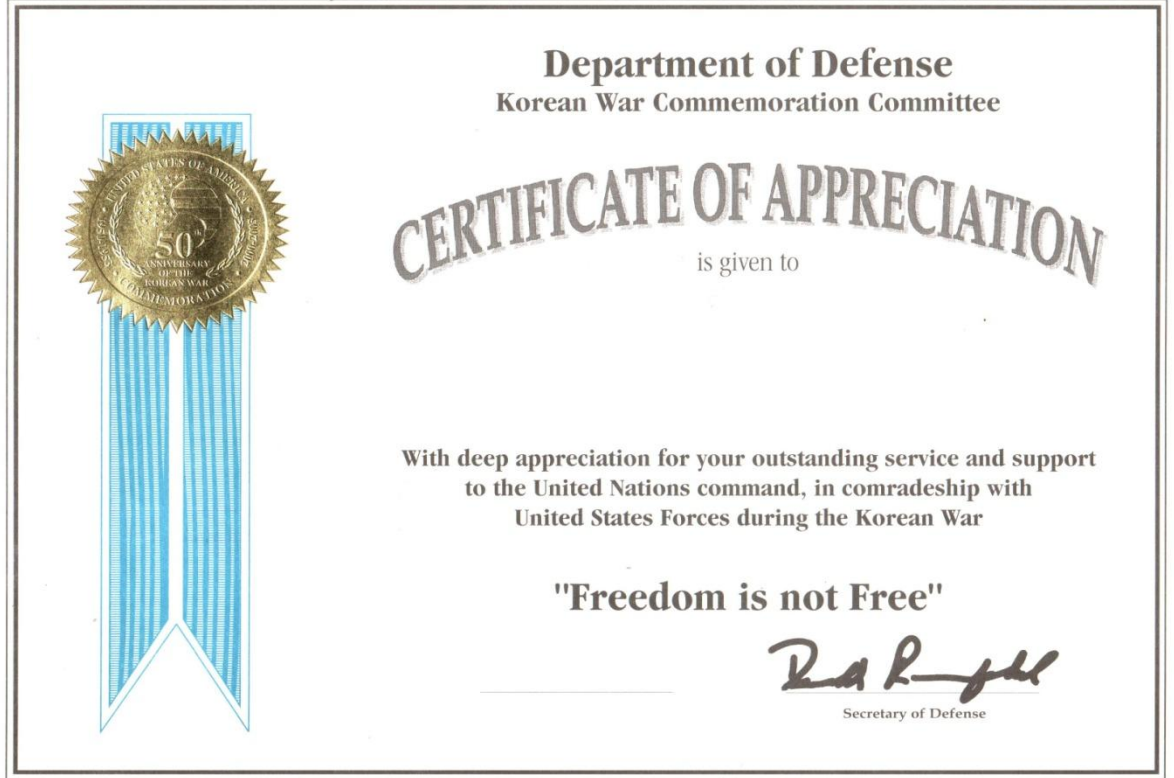 Department of Defense
Korean War Commemoration Committee
CERTIFICATE OF APPRECIATION
is given to
UNITED STATES OF AMERICA
50th
ANNIVERSARY
OF THE
KOREAN WAR
COMMEMORATION
With deep appreciation for your outstanding service and support
to the United Nations command, in comradeship with
United States Forces during the Korean War
"Freedom is not Free"
Secretary of Defense